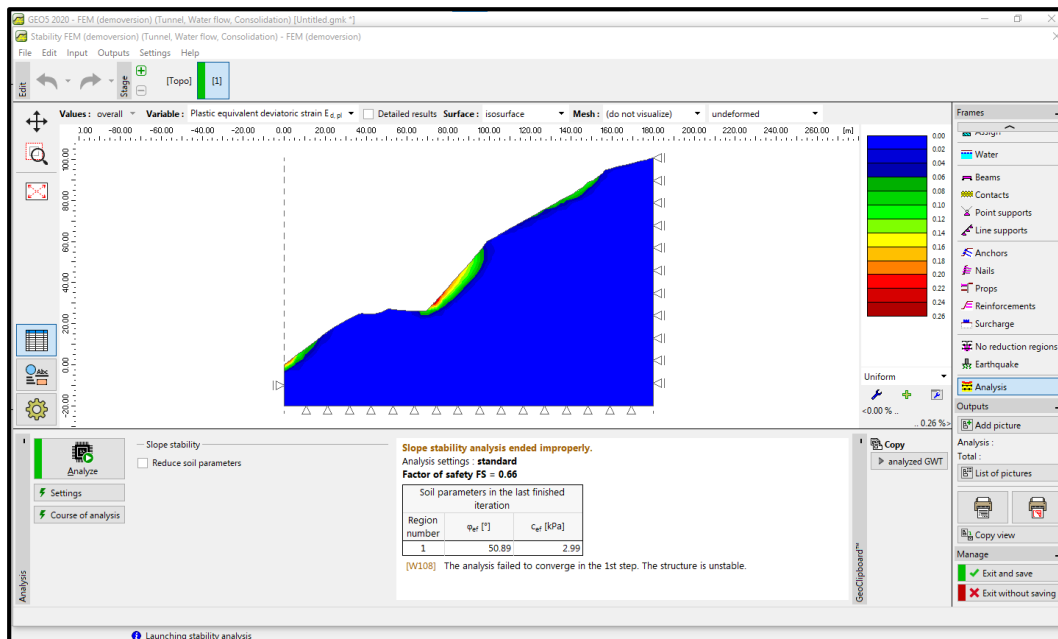 GEO5 2020 - FEM (demoversion) (Tunnel, Water flow, Consolidation) [Untitled.gmk *]
Stability FEM (demoversion) (Tunnel, Water flow, Consolidation) - FEM (demoversion)
File Edit Input Outputs Settings Help
Edit
Stage
[Topo] [1]
Values : overall Variable : Plastic equivalent deviatoric strain E d, pl Detailed results Surface : isosurface Mesh : (do not visualize) undeformed
0.00 20.00 40.00 60.00 80.00 100.00 120.00 140.00 160.00 180.00 200.00 220.00 240.00 260.00 [m]
100.00
80.00
60.00
40.00
20.00
0.00
-20.00
0.00
0.02
0.04
0.06
0.08
0.10
0.12
0.14
0.16
0.18
0.20
0.22
0.24
0.26
Uniform
<0.00 % ..
.. 0.26 %>
Frames
Assign
Water
Beams
Contacts
Point supports
Line supports
Anchors
Nails
Props
Reinforcements
Surcharge
No reduction regions
Earthquake
Analysis
Outputs
Add picture
Analysis :
Total :
List of pictures
Copy view
Manage
Exit and save
Exit without saving
Abc
Analyze
Settings
Course of analysis
Analysis
Slope stability
Reduce soil parameters
Slope stability analysis ended improperly.
Analysis settings : standard
Factor of safety FS = 0.66
Soil parameters in the last finished
iteration
Region
number φef [°] cef [kPa]
1 50.89 2.99
[W108] The analysis failed to converge in the 1st step. The structure is unstable.
GeoClipboard™
Copy
analyzed GWT
Launching stability analysis